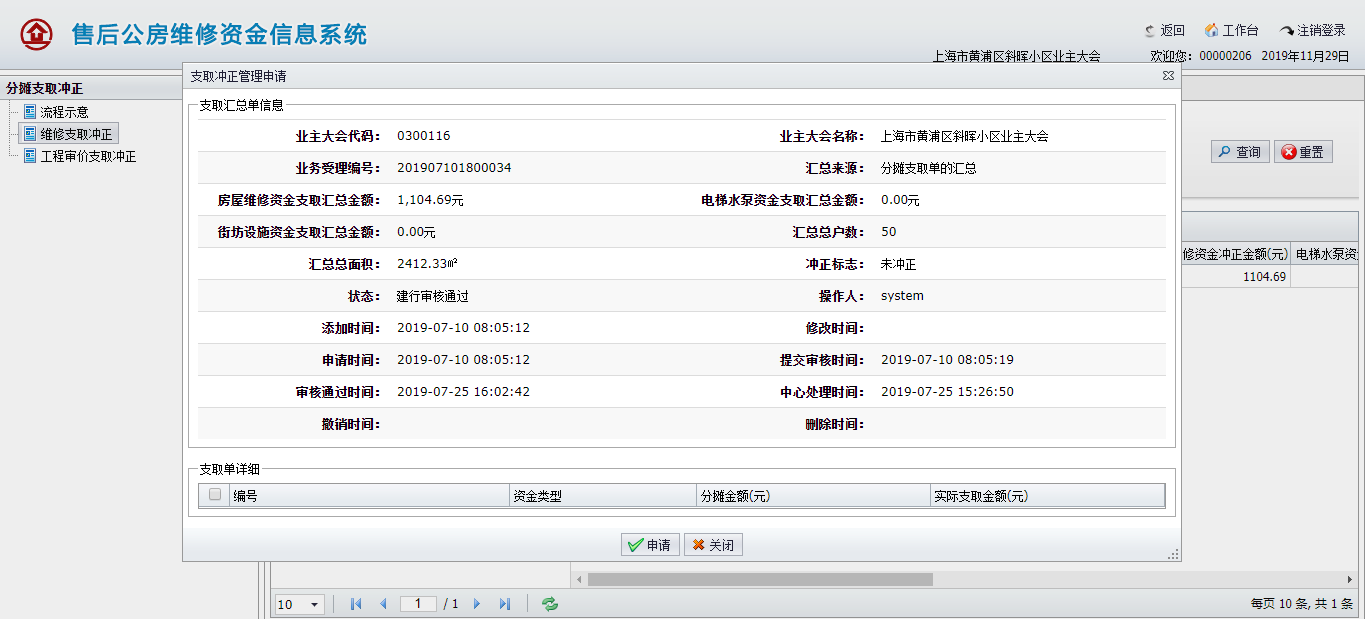 售后公房维修资金信息系统
返回 工作台 注销登录
上海市黄浦区斜晖小区业主大会 欢迎您：00000206 2019年11月29日
分摊支取冲正
流程示意
维修支取冲正
工程审价支取冲正
支取冲正管理申请
支取汇总单信息
业主大会代码： 0300116 业主大会名称： 上海市黄浦区斜晖小区业主大会
业务受理编号： 201907101800034 汇总来源： 分摊支取单的汇总
房屋维修资金支取汇总金额： 1,104.69元 电梯水泵资金支取汇总金额： 0.00元
街坊设施资金支取汇总金额： 0.00元 汇总总户数： 50
汇总总面积： 2412.33㎡ 冲正标志： 未冲正
状态： 建行审核通过 操作人： system
添加时间： 2019-07-10 08:05:12 修改时间：
申请时间： 2019-07-10 08:05:12 提交审核时间： 2019-07-10 08:05:19
审核通过时间： 2019-07-25 16:02:42 中心处理时间： 2019-07-25 15:26:50
撤销时间： 删除时间：
支取单详细
编号 资金类型 分摊金额(元) 实际支取金额(元)
申请 关闭
查询 重置
修资金冲正金额(元) 电梯水泵资
1104.69
10 1 / 1 每页 10 条, 共 1 条